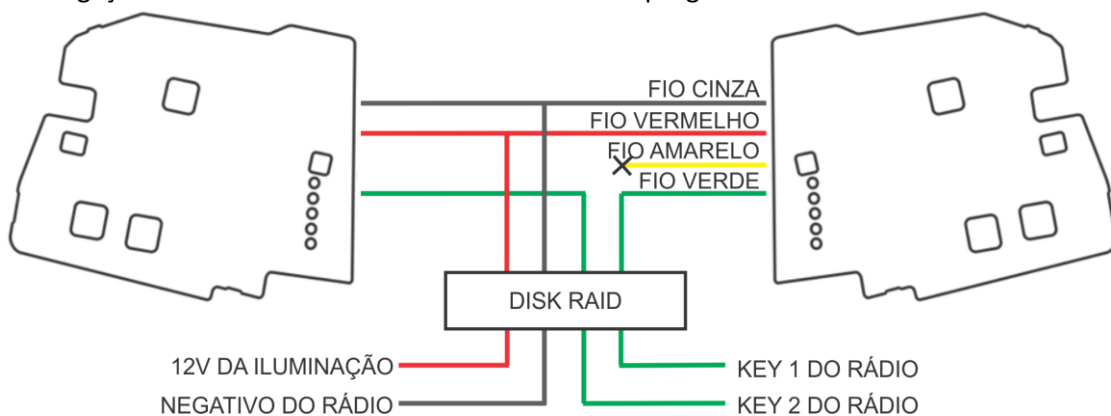 FIO CINZA
FIO VERMELHO
FIO AMARELO
FIO VERDE
DISK RAID
12V DA ILUMINAÇÃO
NEGATIVO DO RÁDIO
KEY 1 DO RÁDIO
KEY 2 DO RÁDIO